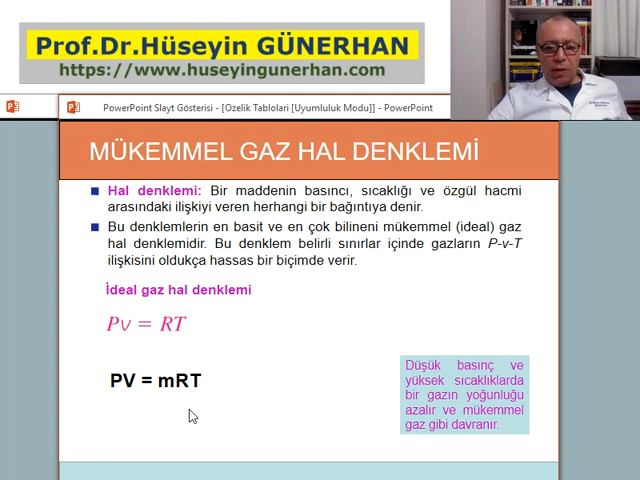 Prof.Dr.Hüseyin GÜNERHAN
https://www.huseyingunerhan.com
PowerPoint Slayt Gösterisi - [Ozelik Tablolari [Uyumluluk Modu]] - PowerPoint
MÜKEMMEL GAZ HAL DENKLEMİ
Hal denklemi: Bir maddenin basıncı, sıcaklığı ve özgül hacmi
arasındaki ilişkiyi veren herhangi bir bağıntıya denir.
Bu denklemlerin en basit ve en çok bilineni mükemmel (ideal) gaz
hal denklemidir. Bu denklem belirli sınırlar içinde gazların P-v-T
ilişkisini oldukça hassas bir biçimde verir.
İdeal gaz hal denklemi
Pv = RT
PV = mRT
Düşük basınç ve
yüksek sıcaklıklarda
bir gazın yoğunluğu
azalır ve mükemmel
gaz gibi davranır.